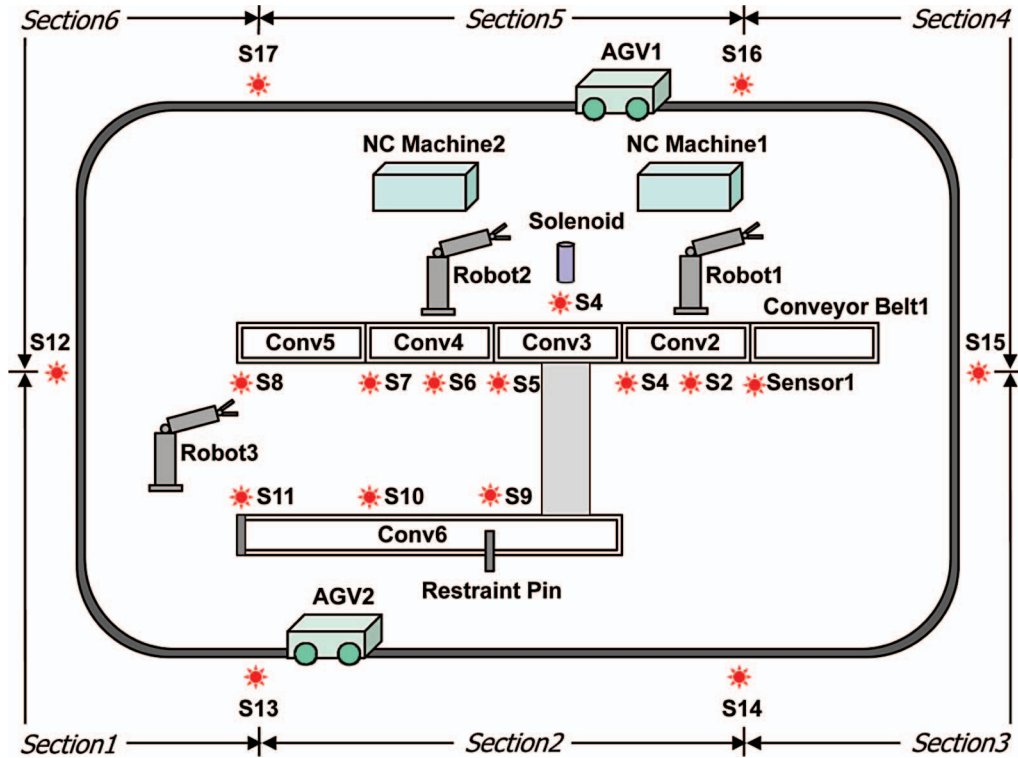 Section6
Section5
Section4
S17
AGV1
S16
NC Machine2
NC Machine1
Solenoid
Robot2
Robot1
S4
Conveyor Belt1
S12
Conv5
Conv4
Conv3
Conv2
S15
S8
S7
S6
S5
S4
S2
Sensor1
Robot3
S11
S10
S9
Conv6
Restraint Pin
AGV2
S13
S14
Section1
Section2
Section3